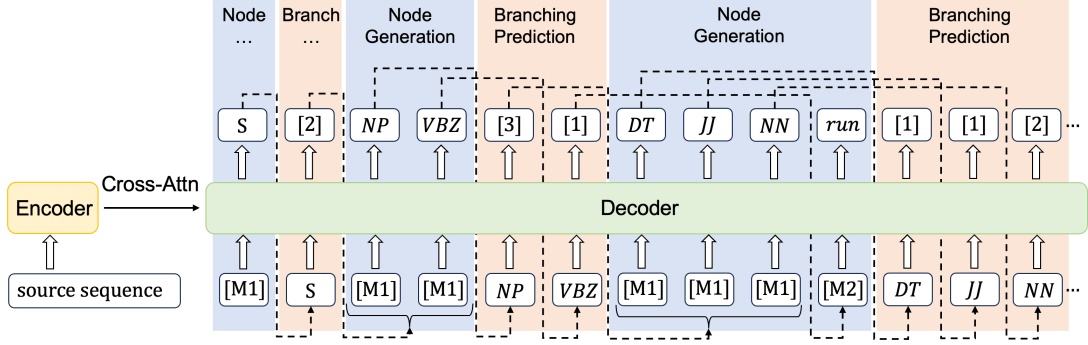 Node
...
Branch
...
Node
Generation
Branching
Prediction
Node
Generation
Branching
Prediction
S [2] NP VBZ [3] [1] DT JJ NN run [1] [1] [2] ...
Encoder
Cross-Attn
Decoder
source sequence
[M1] S [M1] [M1] NP VBZ [M1] [M1] [M1] [M2] DT JJ NN ...